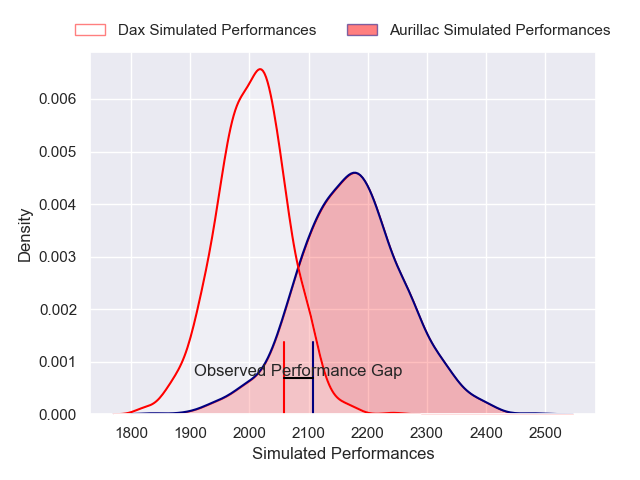 Dax Simulated Performances
Aurillac Simulated Performances
Density
0.006
0.005
0.004
0.003
0.002
0.001
0.000
Observed Performance Gap
1800 1900 2000 2100 2200 2300 2400 2500
Simulated Performances